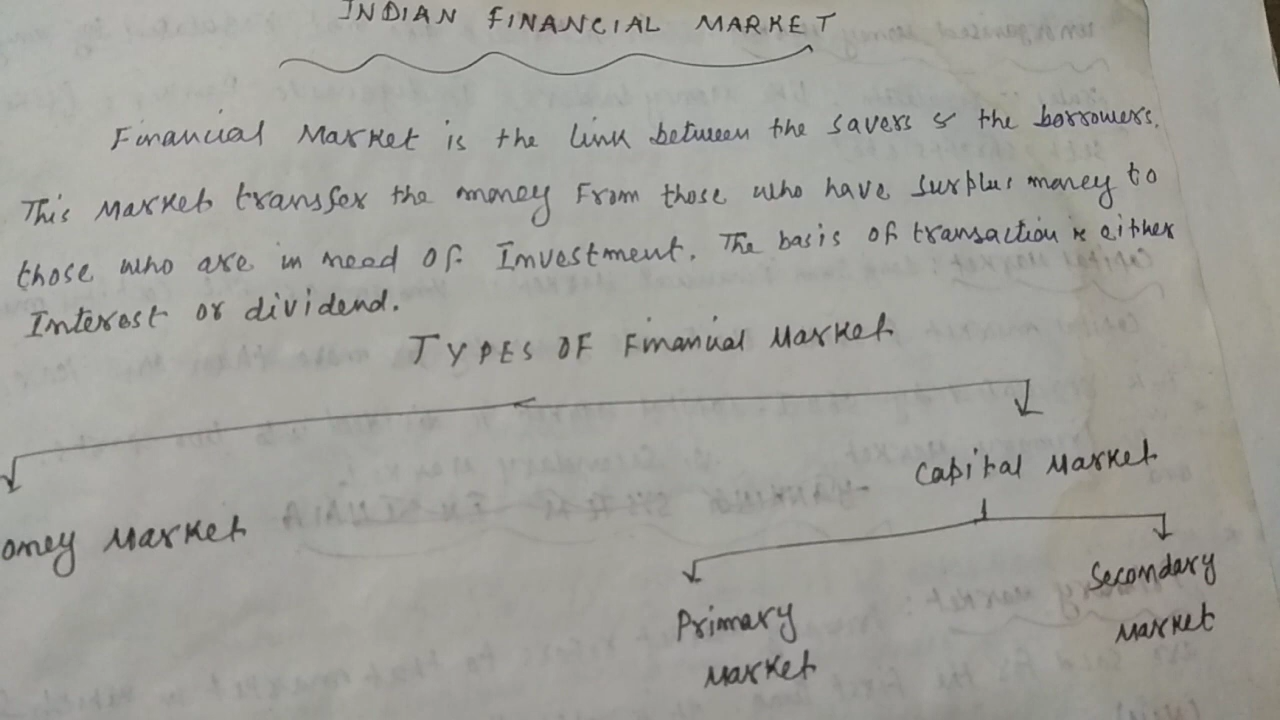 INDIAN FINANCIAL MARKET
Financial Market is the link between the savers & the borrowers.
This Market transfer the money From those who have surplus money to
those who are in need of Investment. The basis of transaction is either
Interest or dividend.
TYPES OF Financial Market
Capital Market
oney Market
Secondary
Market
Primary
Market